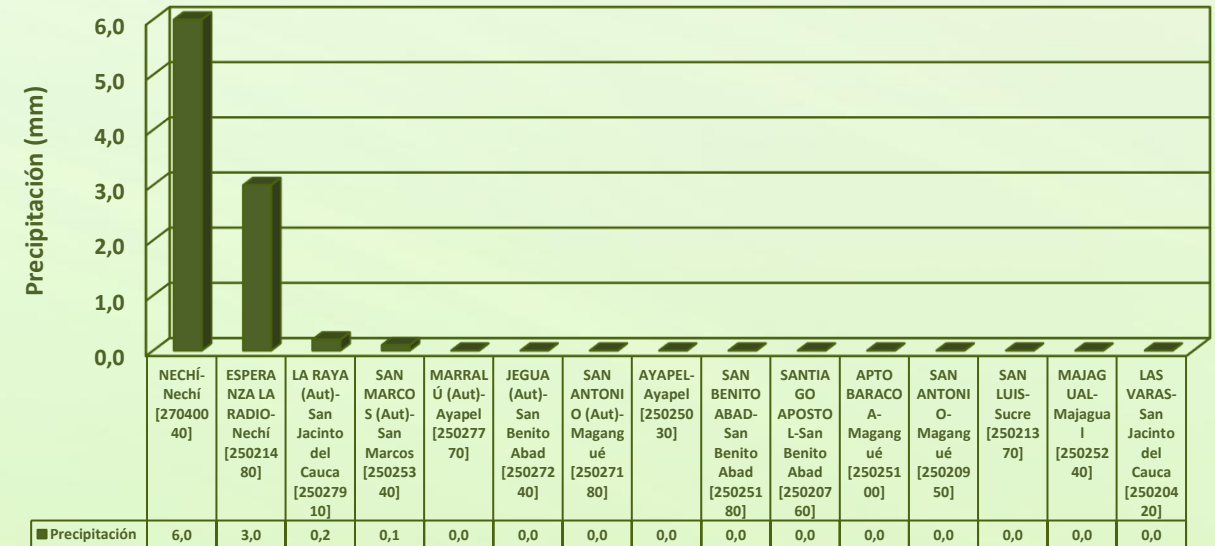 Precipitación (mm)
6,0
5,0
4,0
3,0
2,0
1,0
0,0
NECHÍ-
Nechí
[270400
40]
ESPERA
NZA LA
RADIO-
Nechí
[250214
80]
LA RAYA
(Aut)-
San
Jacinto
del
Cauca
[250279
10]
SAN
MARCO
S (Aut)-
San
Marcos
[250253
40]
MARRAL
Ú (Aut)-
Ayapel
[250277
70]
JEGUA
(Aut)-
San
Benito
Abad
[250272
40]
SAN
ANTONI
O (Aut)-
Magang
ué
[250271
80]
AYAPEL-
Ayapel
[250250
30]
SAN
BENITO
ABAD-
San
Benito
Abad
[250251
80]
SANTIA
GO
APOSTO
L-San
Benito
Abad
[250207
60]
APTO
BARACO
A-
Magang
ué
[250251
00]
SAN
ANTONI
O-
Magang
ué
[250209
50]
SAN
LUIS-
Sucre
[250213
70]
MAJAG
UAL-
Majagua
l
[250252
40]
LAS
VARAS-
San
Jacinto
del
Cauca
[250204
20]
Precipitación 6,0 3,0 0,2 0,1 0,0 0,0 0,0 0,0 0,0 0,0 0,0 0,0 0,0 0,0 0,0